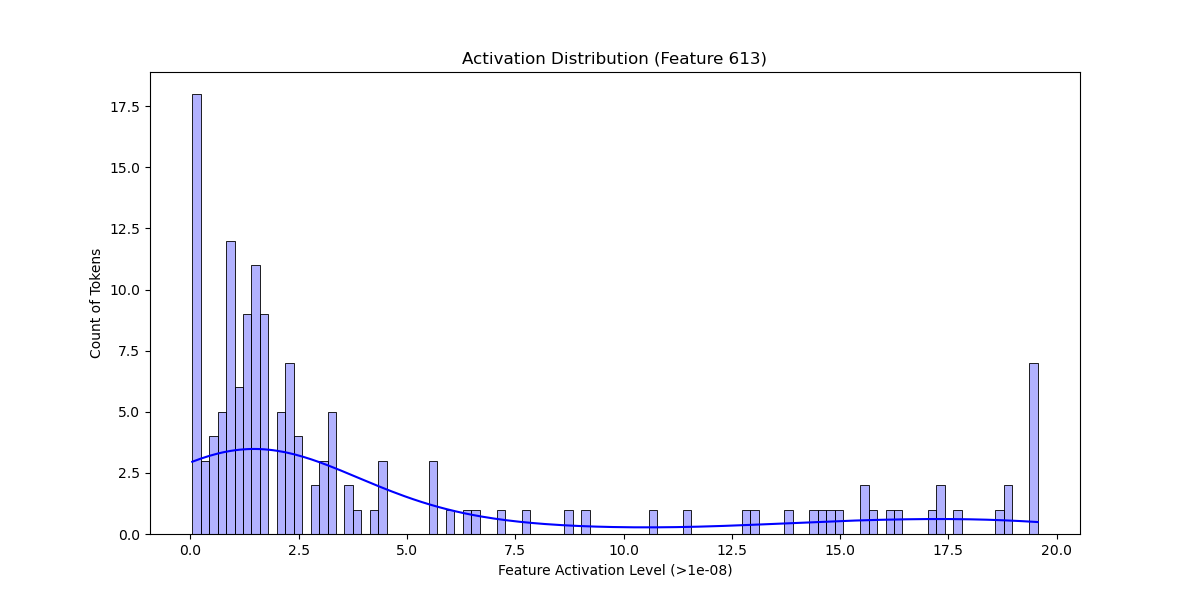 Activation Distribution (Feature 613)
17.5
15.0
12.5
10.0
7.5
5.0
2.5
0.0
Count of Tokens
0.0 2.5 5.0 7.5 10.0 12.5 15.0 17.5 20.0
Feature Activation Level (>1e-08)